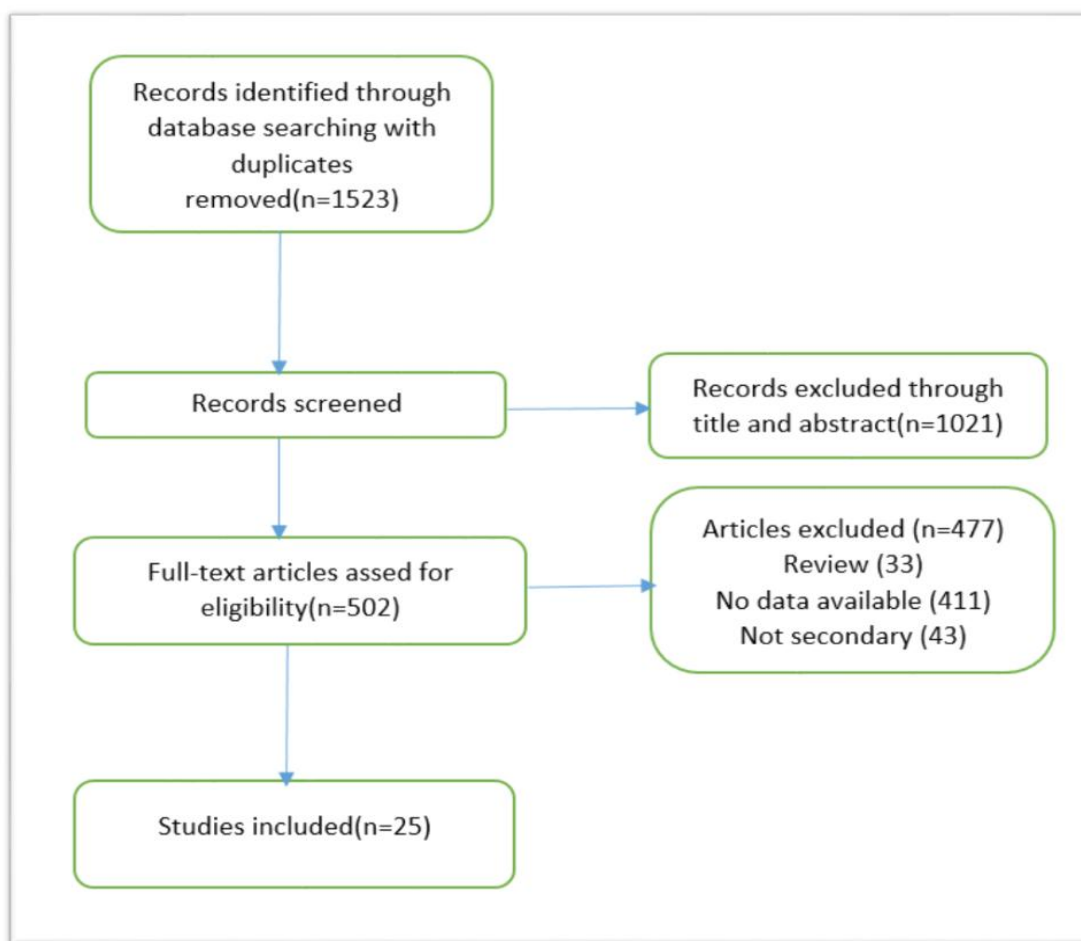 Records identified through
database searching with
duplicates
removed(n=1523)
Records screened
Records excluded through
title and abstract(n=1021)
Full-text articles assed for
eligibility(n=502)
Articles excluded (n=477)
Review (33)
No data available (411)
Not secondary (43)
Studies included(n=25)